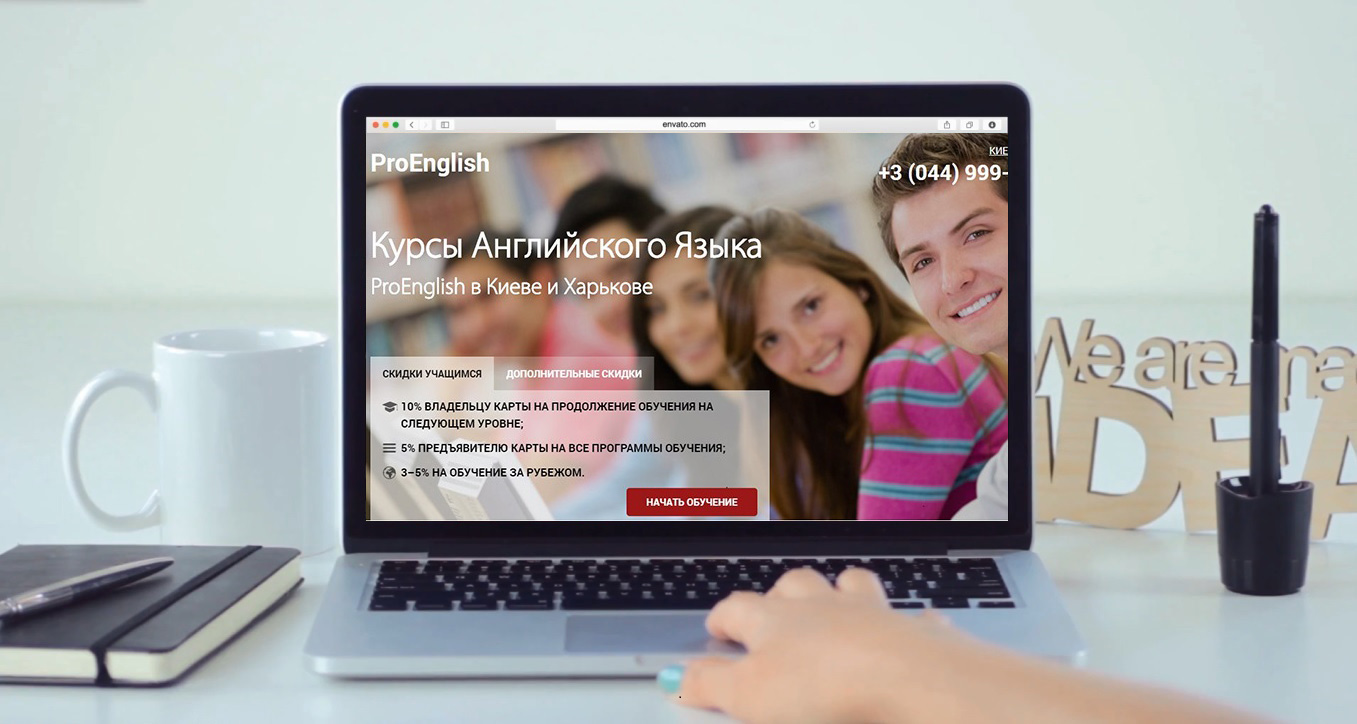 envato.com
ProEnglish
КИЕ
+3 (044) 999-
Курсы Английского Языка
ProEnglish в Киеве и Харькове
СКИДКИ УЧАЩИМСЯ
ДОПОЛНИТЕЛЬНЫЕ СКИДКИ
10% ВЛАДЕЛЬЦУ КАРТЫ НА ПРОДОЛЖЕНИЕ ОБУЧЕНИЯ НА
СЛЕДУЮЩЕМ УРОВНЕ;
5% ПРЕДЪЯВИТЕЛЮ КАРТЫ НА ВСЕ ПРОГРАММЫ ОБУЧЕНИЯ;
3–5% НА ОБУЧЕНИЕ ЗА РУБЕЖОМ.
НАЧАТЬ ОБУЧЕНИЕ
We are
IDEA